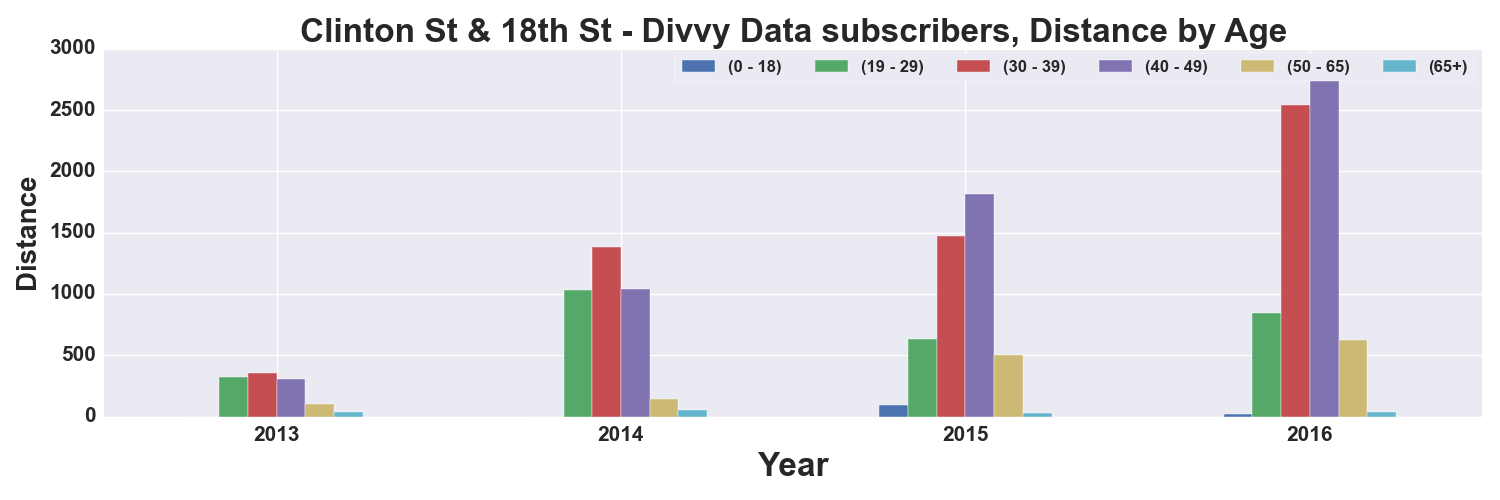 Clinton St & 18th St - Divvy Data subscribers, Distance by Age
(0 - 18) (19 - 29) (30 - 39) (40 - 49) (50 - 65) (65+)
Distance
3000
2500
2000
1500
1000
500
0
2013 2014 2015 2016
Year